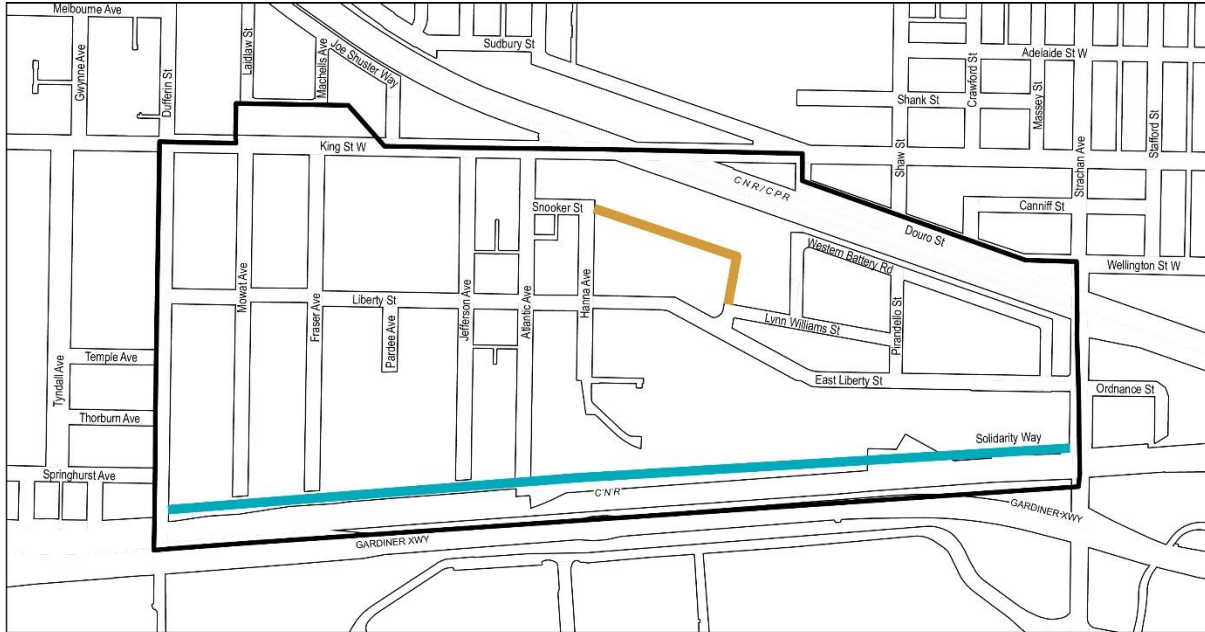 Melbourne Ave
Gwynne Ave
Dufferin St
Laidlaw St
Machells Ave
Joe Shuster Way
Sudbury St
Adelaide St W
Shank St
Crawford St
Massey St
Stafford St
Shaw St
Strachan Ave
King St W
CNR/CPR
Canniff St
Snooker St
Douro St
Western Battery Rd
Wellington St W
Mowat Ave
Fraser Ave
Liberty St
Pardee Ave
Jefferson Ave
Atlantic Ave
Hanna Ave
Lynn Williams St
Pirandello St
Tyndall Ave
Temple Ave
East Liberty St
Ordnance St
Thorburn Ave
Solidarity Way
Springhurst Ave
CNR
GARDINER XWY
GARDINER XWY